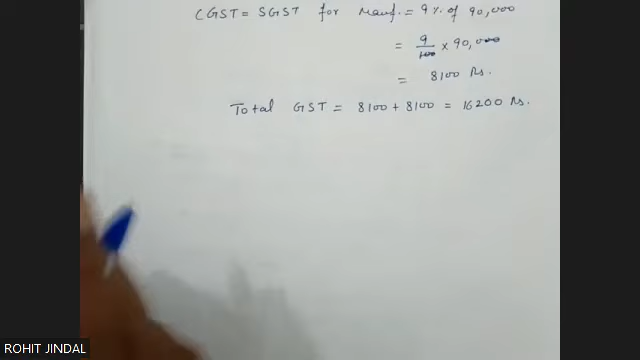 CGST = SGST for Manf. = 9% of 90,000
= 9/100 x 90,000
= 8100 Rs.
Total GST = 8100 + 8100 = 16200 Rs.
ROHIT JINDAL